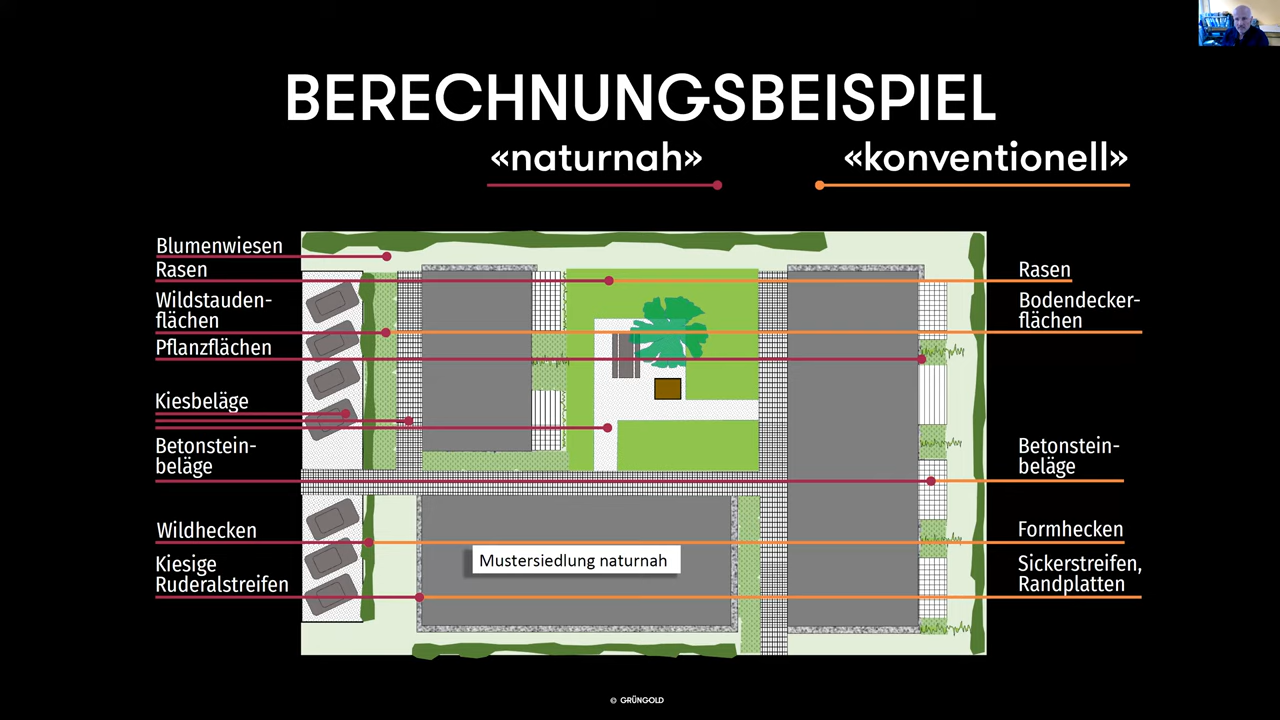 BERECHNUNGSBEISPIEL
«naturnah»
«konventionell»
Blumenwiesen
Rasen
Wildstauden-
flächen
Pflanzflächen
Kiesbeläge
Betonstein-
beläge
Wildhecken
Kiesige
Ruderalstreifen
Mustersiedlung naturnah
Rasen
Bodendecker-
flächen
Betonstein-
beläge
Formhecken
Sickerstreifen,
Randplatten
© GRÜNGOLD